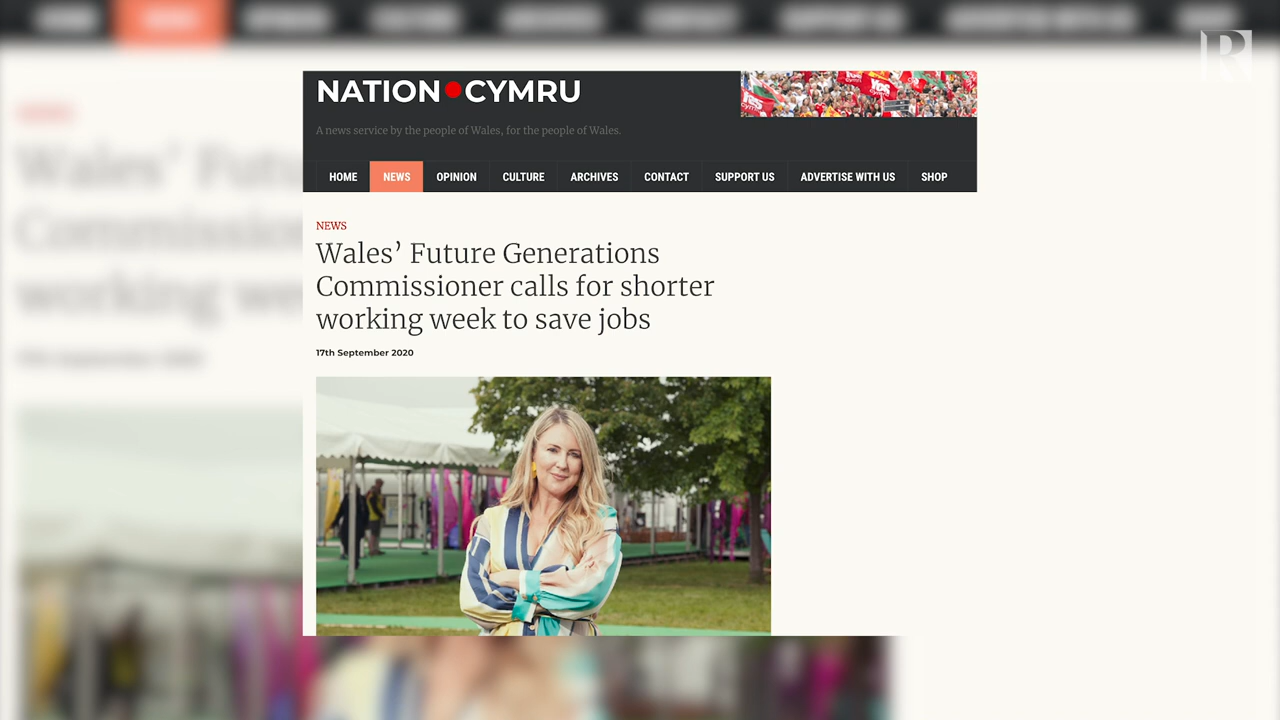 R
NATION CYMRU
A news service by the people of Wales, for the people of Wales.
Yes
HOME NEWS OPINION CULTURE ARCHIVES CONTACT SUPPORT US ADVERTISE WITH US SHOP
NEWS
Wales’ Future Generations
Commissioner calls for shorter
working week to save jobs
17th September 2020